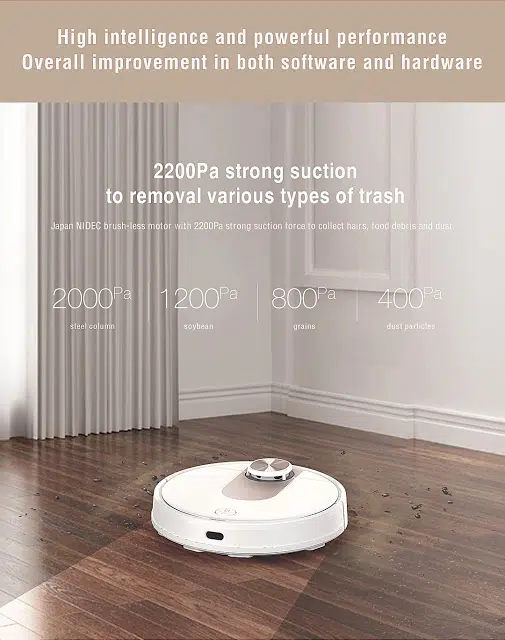 High intelligence and powerful performance
Overall improvement in both software and hardware
2200Pa strong suction
to removal various types of trash
Japan NIDEC brush-less motor with 2200Pa strong suction force to collect hairs, food debris and dust.
2000Pa 1200Pa 800Pa 400Pa
steel column soybean grains dust particles